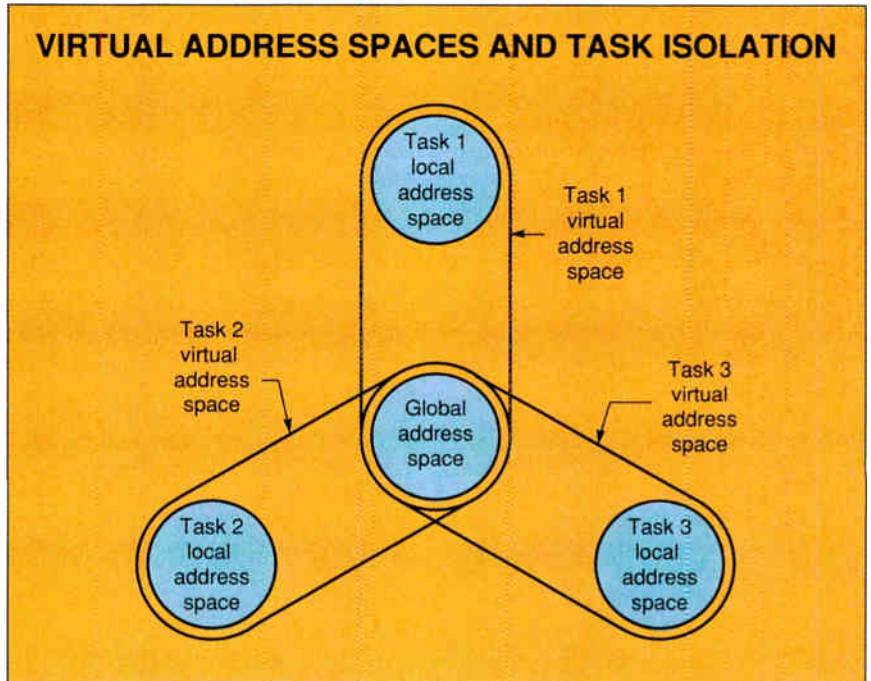 VIRTUAL ADDRESS SPACES AND TASK ISOLATION
Task 1
local
address
space
Task 1
virtual
address
space
Task 2
virtual
address
space
Task 3
virtual
address
space
Global
address
space
Task 2
local
address
space
Task 3
local
address
space